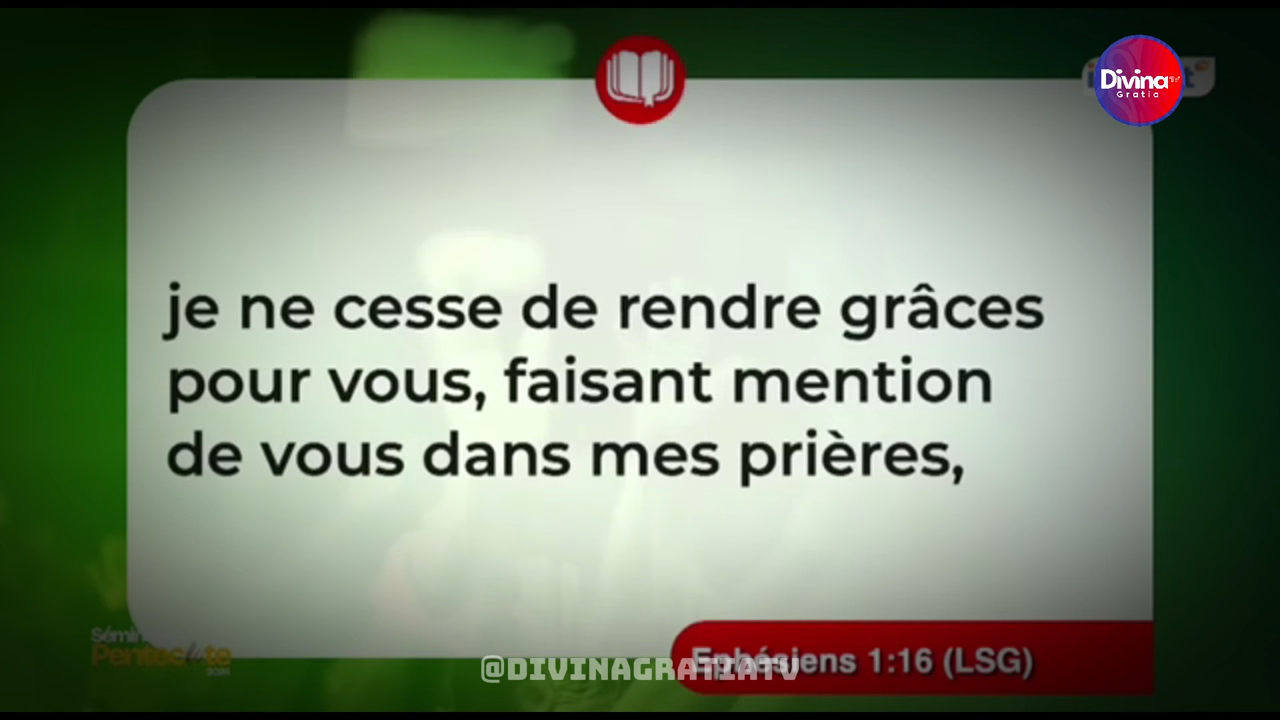 Divina TV
Gratia
je ne cesse de rendre grâces
pour vous, faisant mention
de vous dans mes prières,
Ephésiens 1:16 (LSG)
@DIVINAGRATIATV